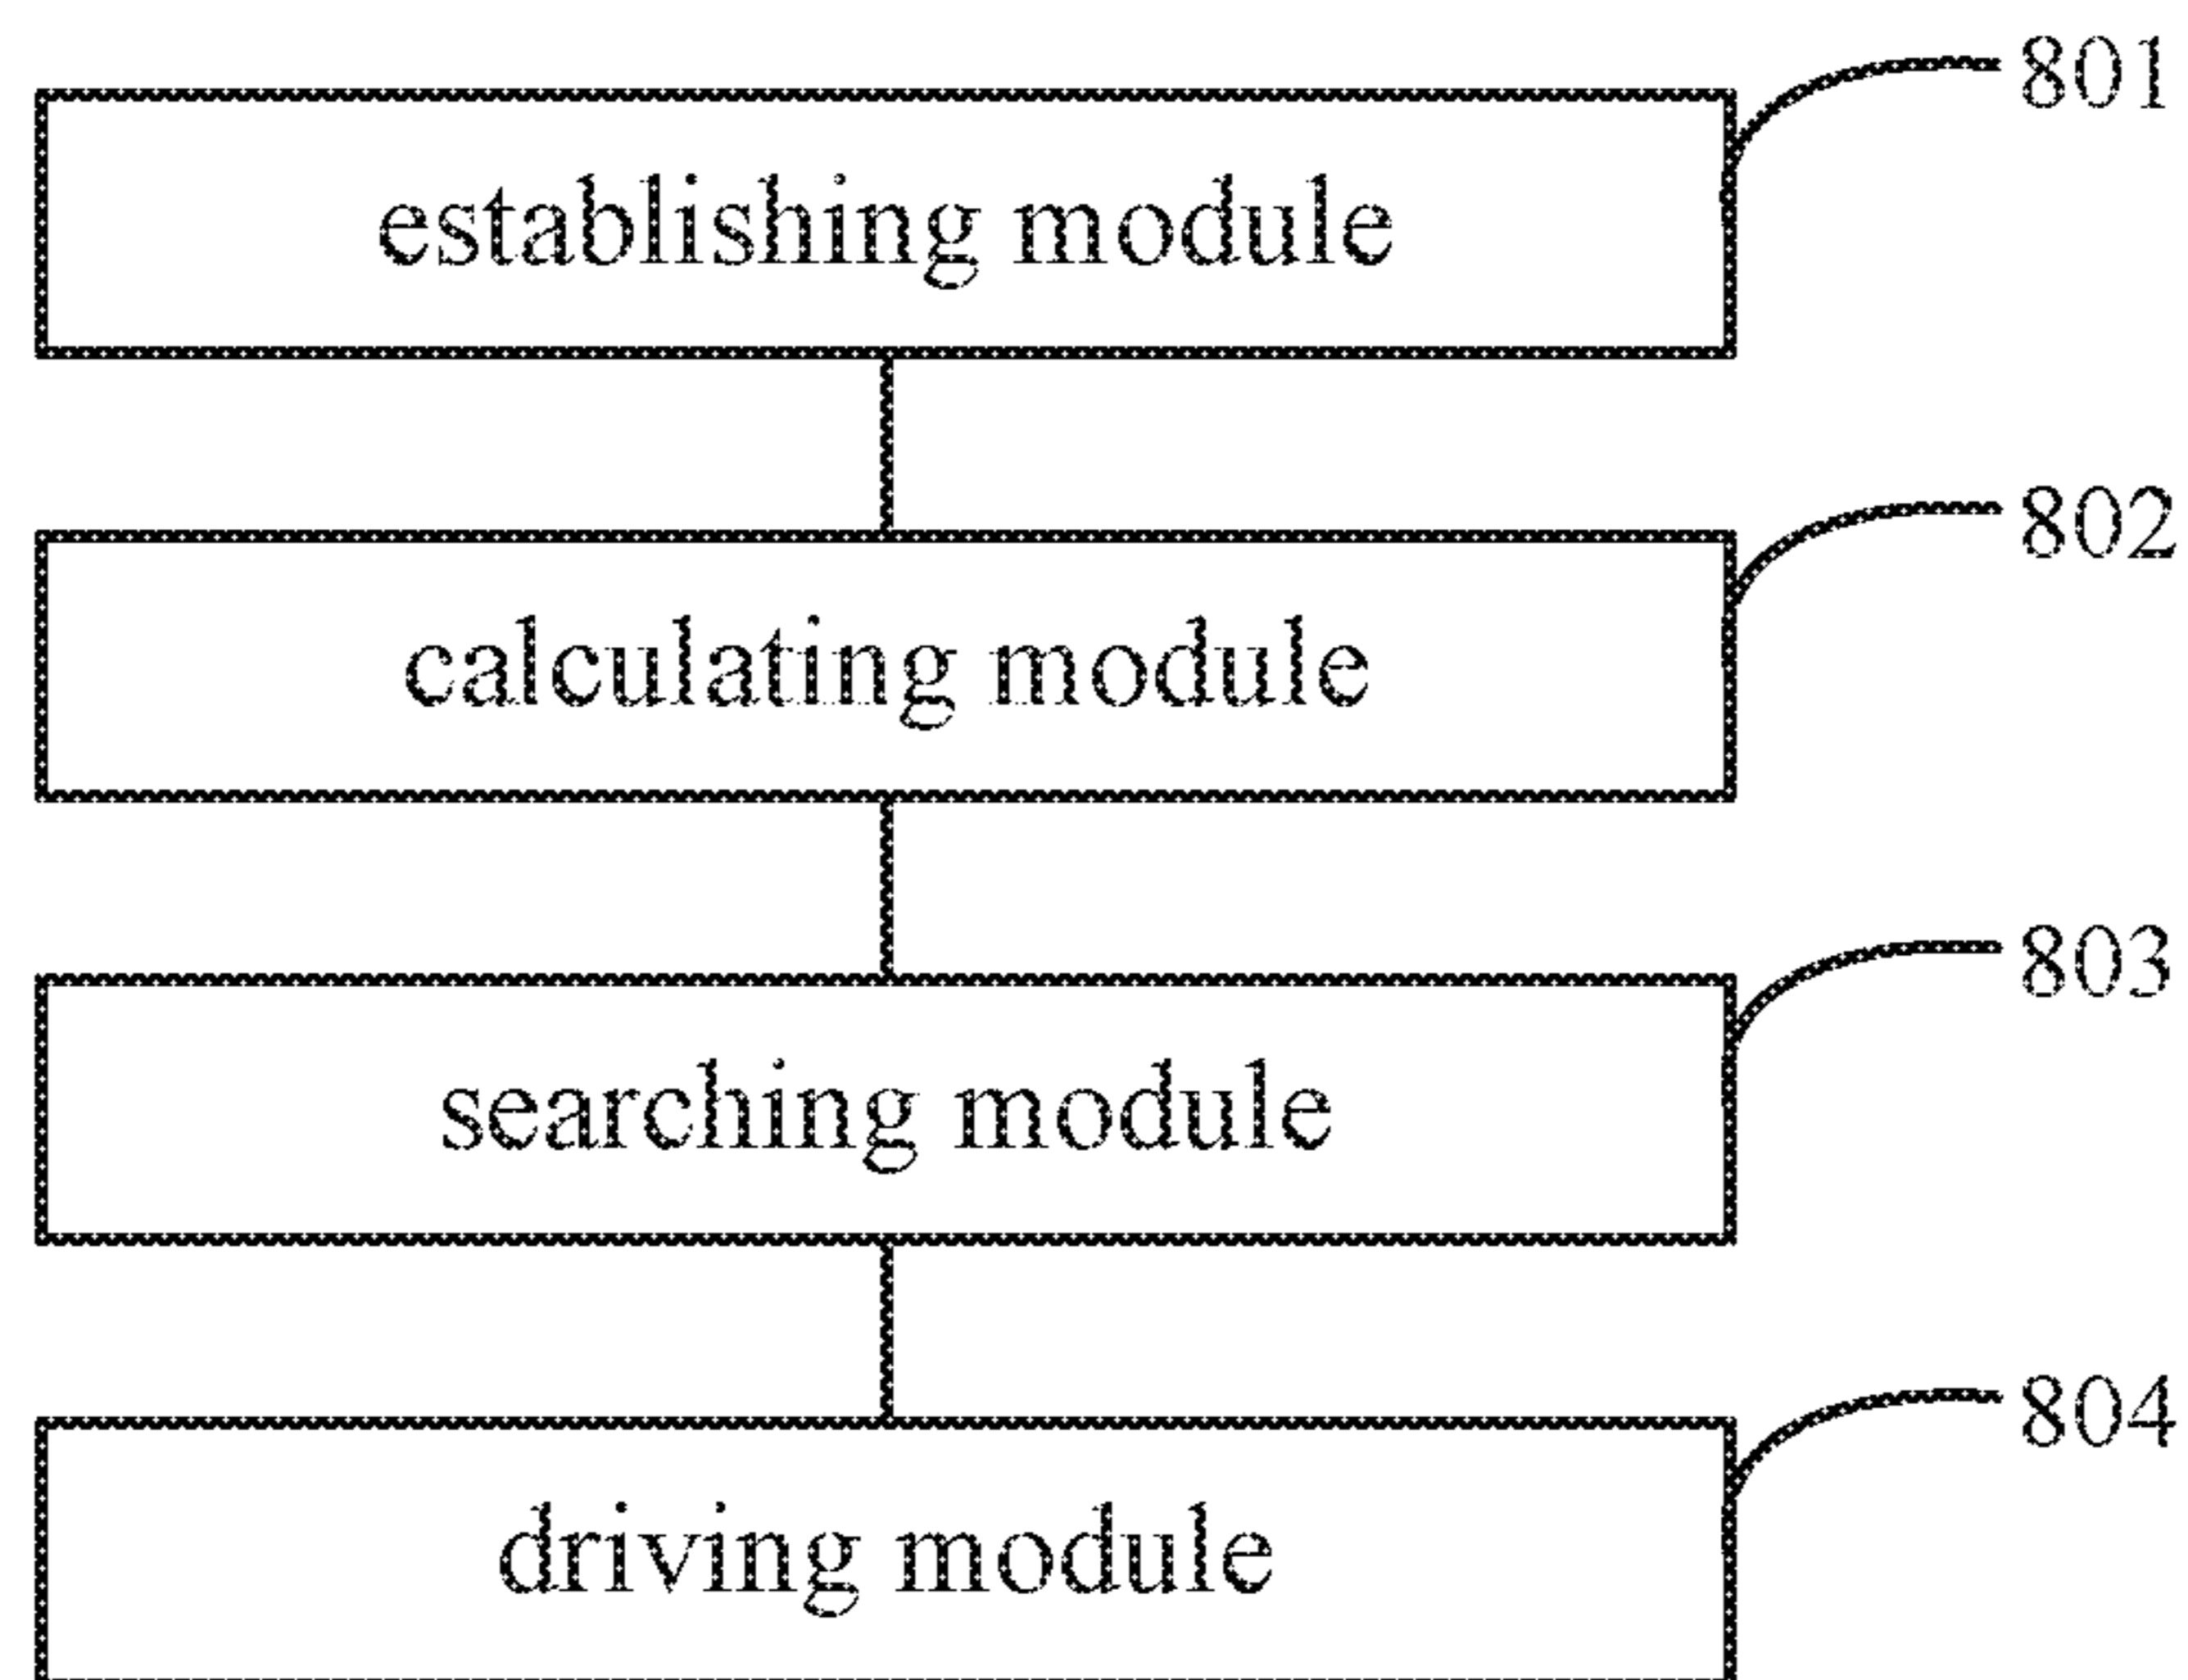 801
establishing module
802
calculating module
803
searching module
804
driving module